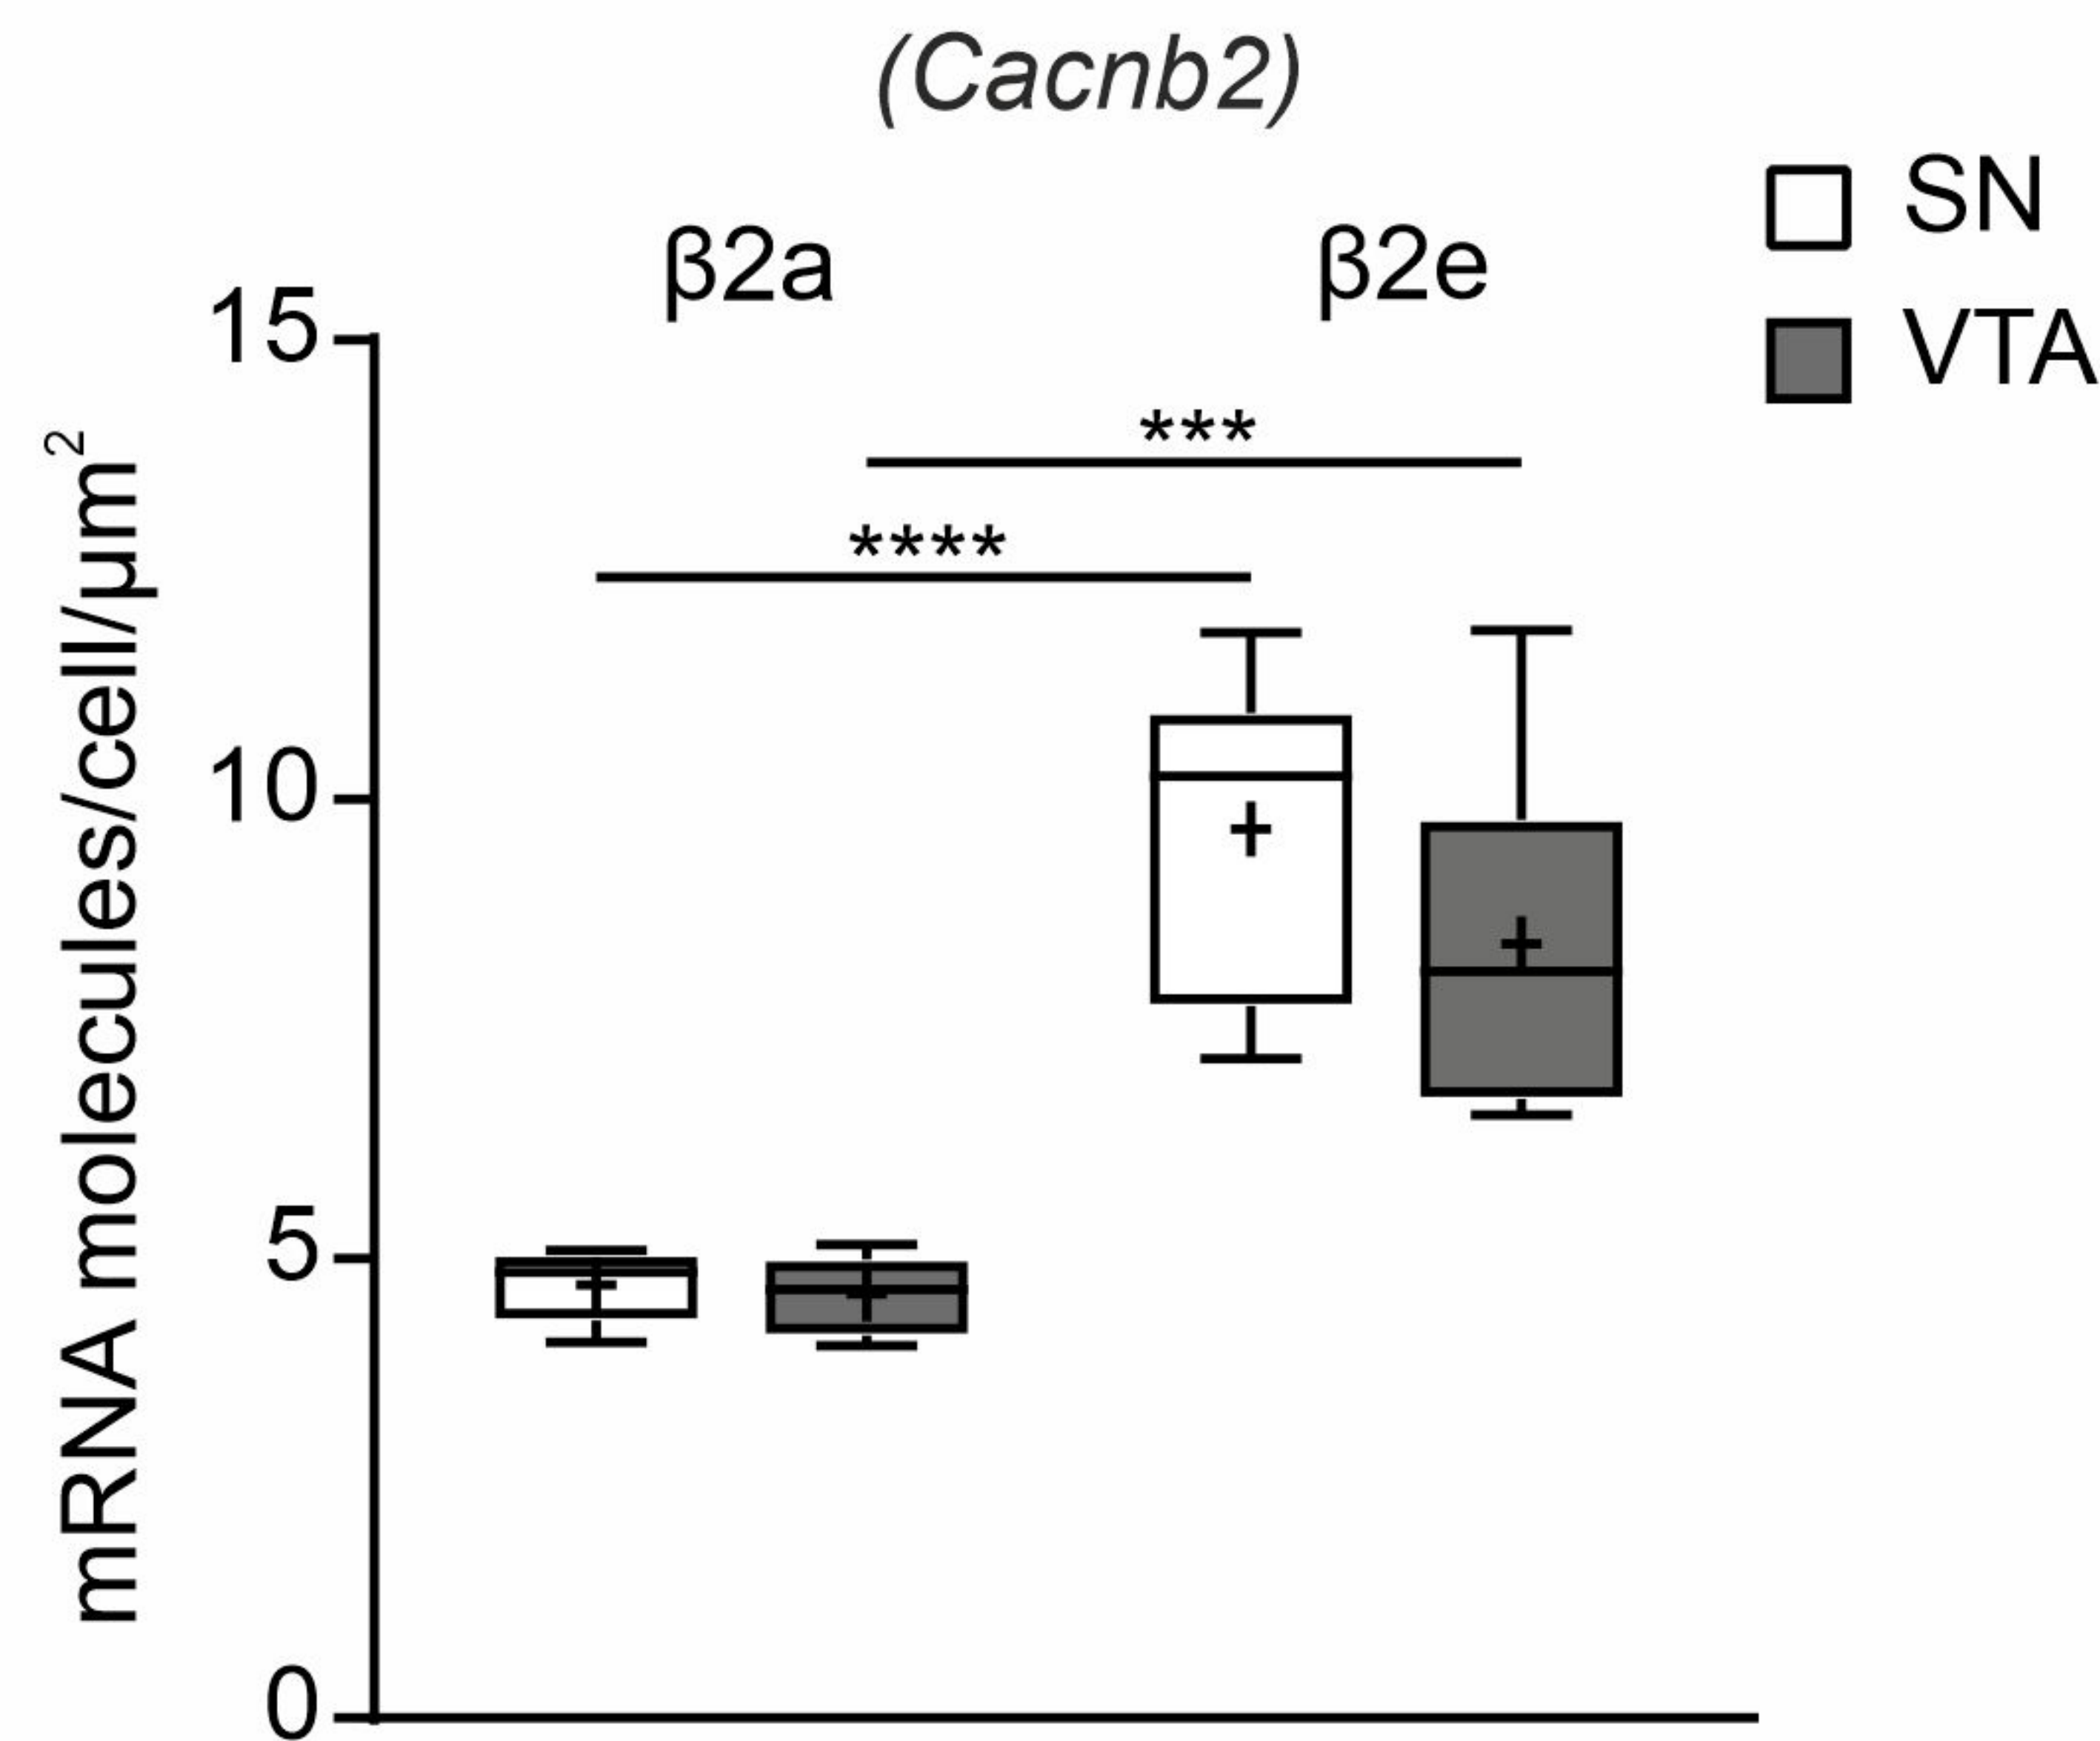 (Cacnb2)
SN
VTA
β2a
β2e
15
10
5
0
***
****
mRNA molecules/cell/µm²